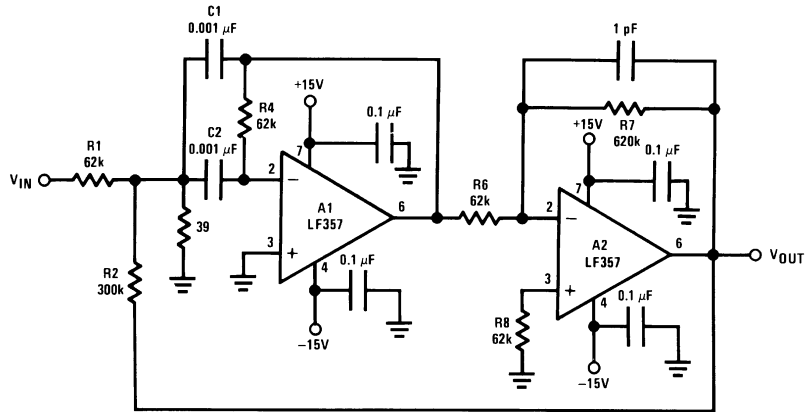 C1
0.001 μF
1 pF
+15V
R4
62k
0.1 μF
+15V
R7
620k
C2
0.001 μF
0.1 μF
R1
62k
7
7
VIN
2
−
R6
62k
2
−
A1
LF357
6
A2
LF357
6
VOUT
39
3
+
4
3
+
4
R2
300k
0.1 μF
R8
62k
0.1 μF
−15V
−15V